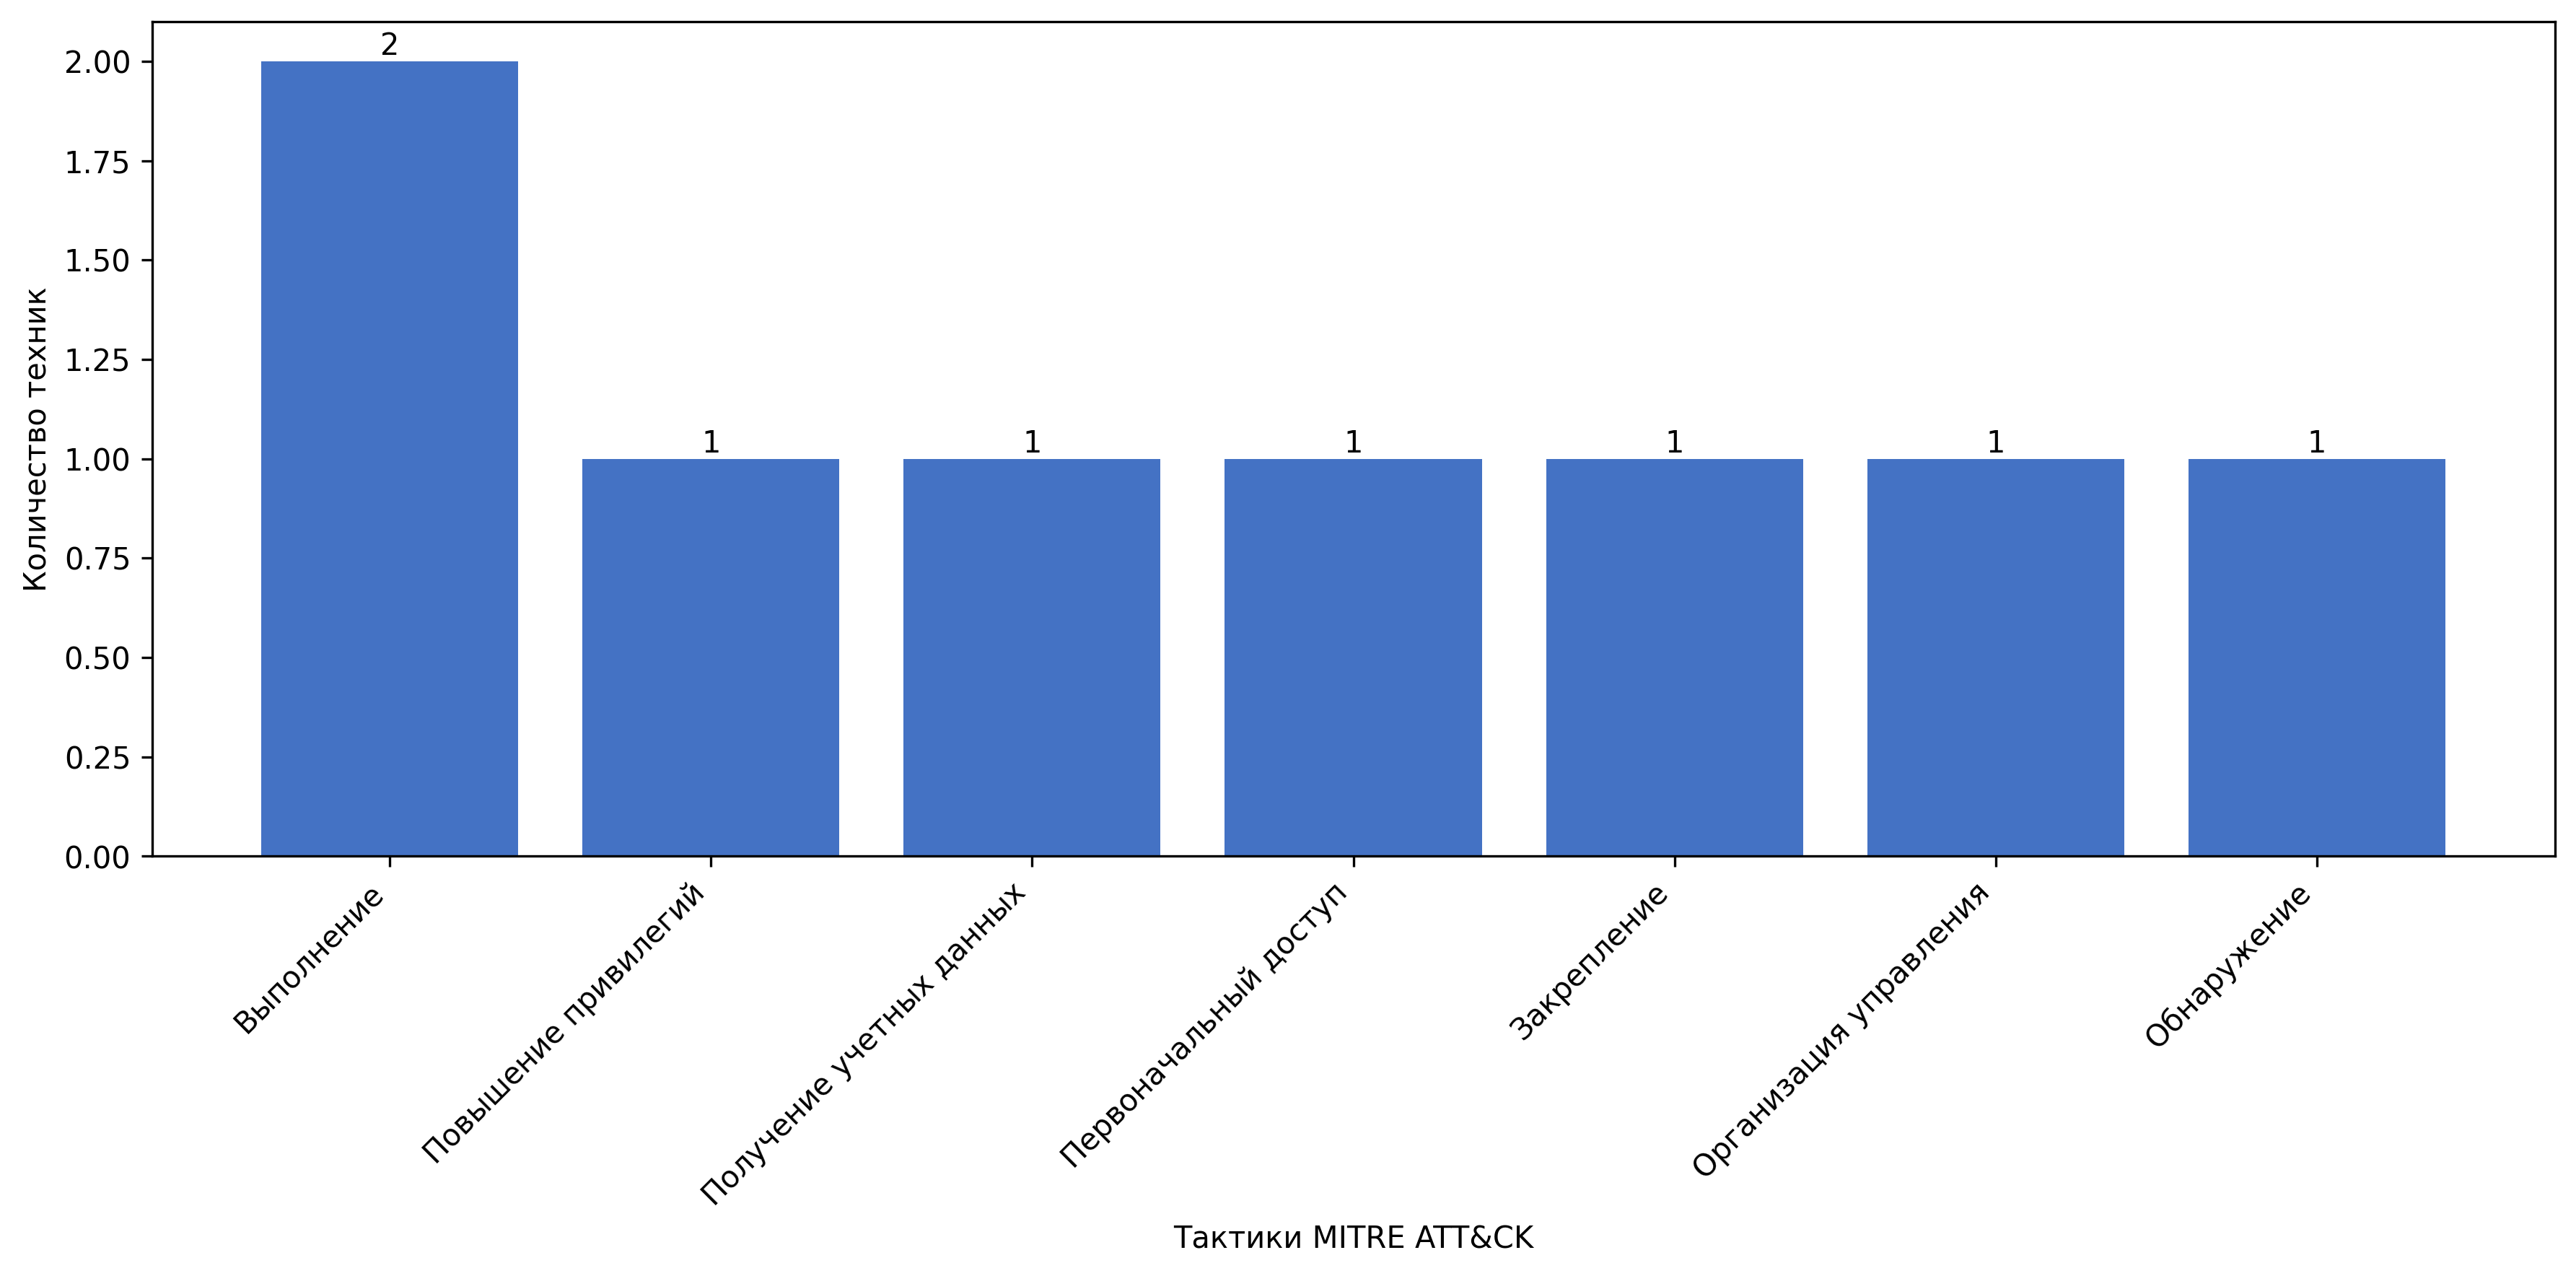 Количество техник
2.00
1.75
1.50
1.25
1.00
0.75
0.50
0.25
0.00
2
1
1
1
1
1
1
Выполнение
Повышение привилегий
Получение учетных данных
Первоначальный доступ
Закрепление
Организация управления
Обнаружение
Тактики MITRE ATT&CK